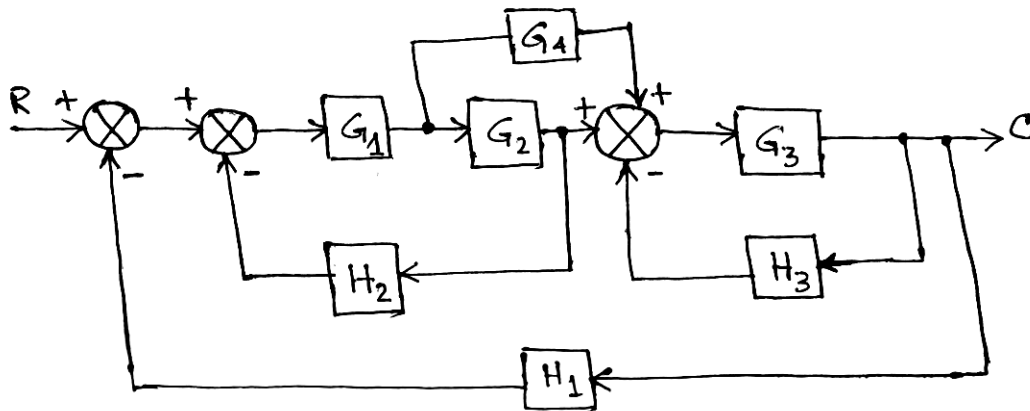 G4
R + + G1 G2 + + G3 C
- - -
H2 H3
H1